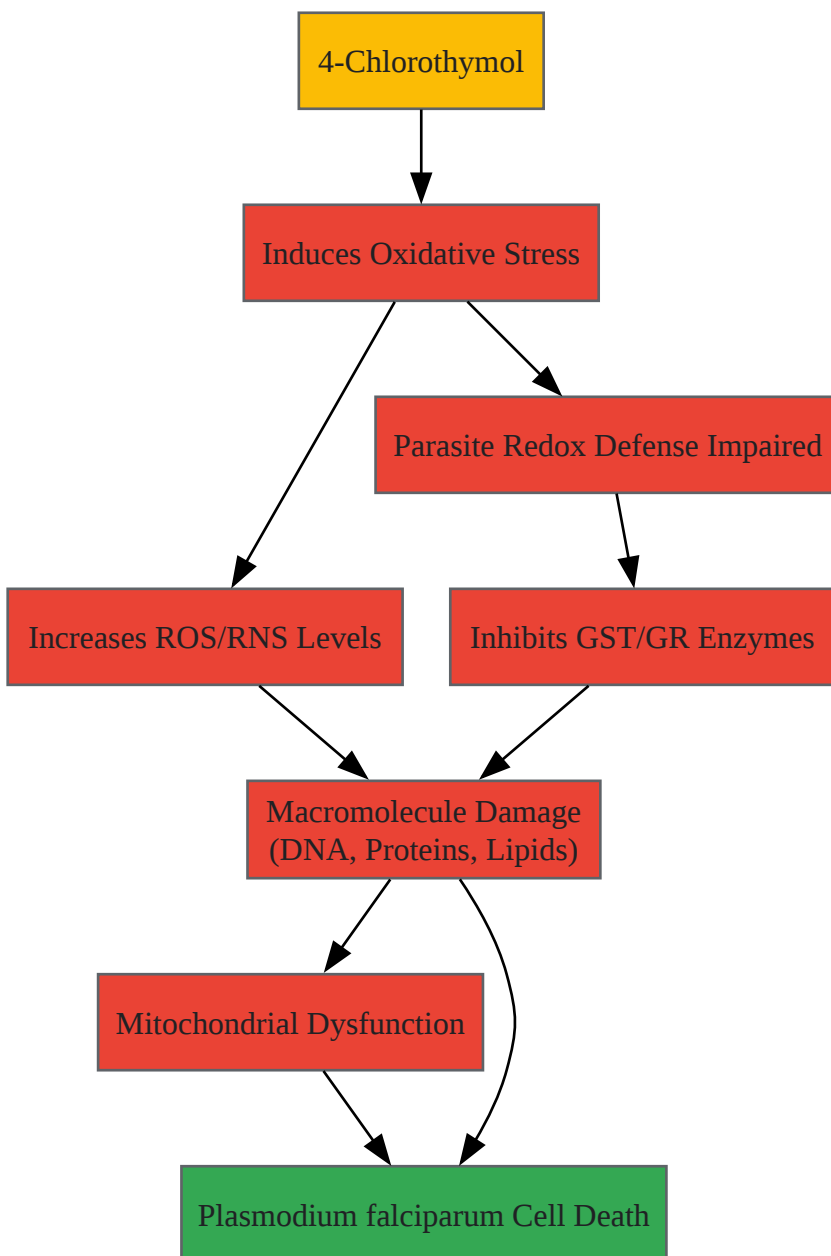 4-Chlorothymol
Induces Oxidative Stress
Parasite Redox Defense Impaired
Increases ROS/RNS Levels
Inhibits GST/GR Enzymes
Macromolecule Damage
(DNA, Proteins, Lipids)
Mitochondrial Dysfunction
Plasmodium falciparum Cell Death